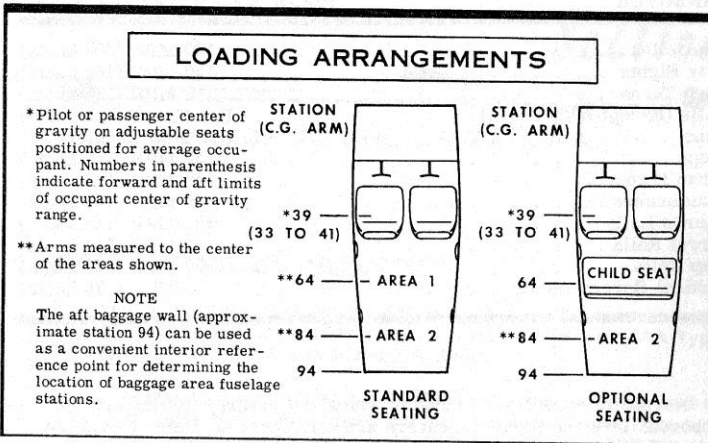 LOADING ARRANGEMENTS
*Pilot or passenger center of
gravity on adjustable seats
positioned for average occu-
pant. Numbers in parenthesis
indicate forward and aft limits
of occupant center of gravity
range.
**Arms measured to the center
of the areas shown.
NOTE
The aft baggage wall (approx-
imate station 94) can be used
as a convenient interior refer-
ence point for determining the
location of baggage area fuselage
stations.
STATION
(C.G. ARM)
*39
(33 TO 41)
**64 AREA 1
**84 AREA 2
94
STANDARD
SEATING
STATION
(C.G. ARM)
*39
(33 TO 41)
64 CHILD SEAT
**84 AREA 2
94
OPTIONAL
SEATING